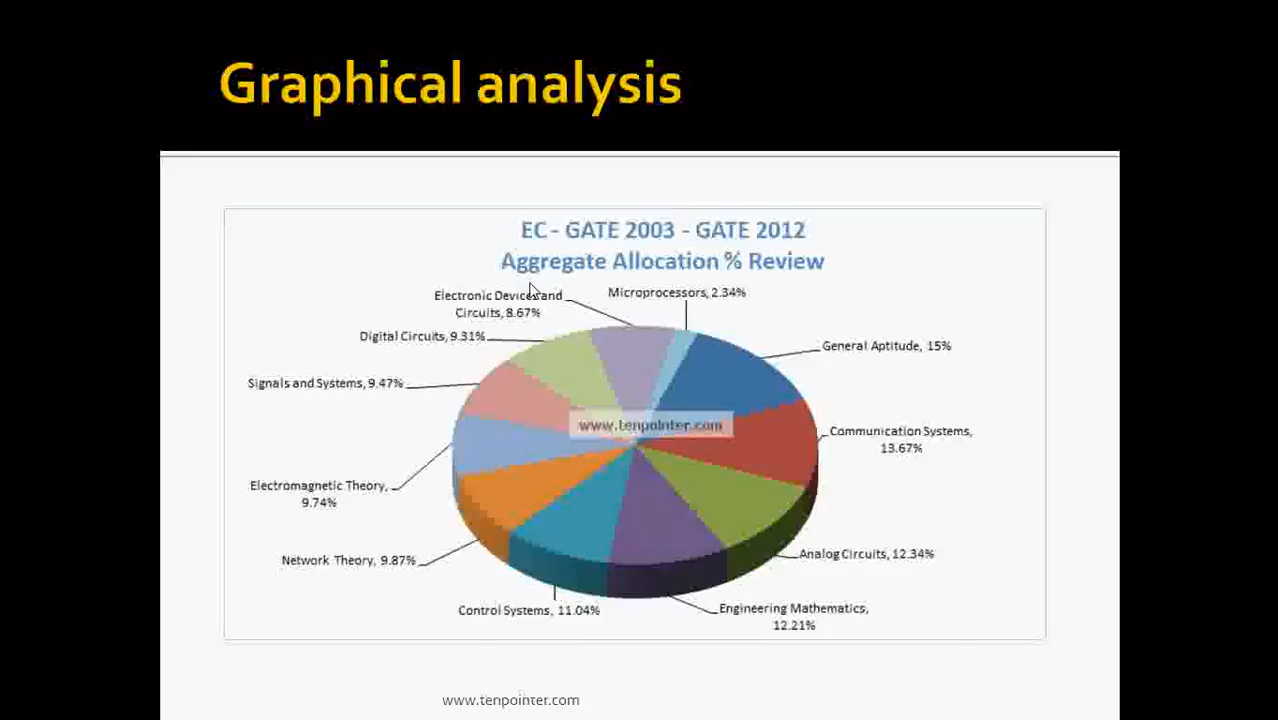 Graphical analysis
EC - GATE 2003 - GATE 2012
Aggregate Allocation % Review
Electronic Devices and
Circuits, 8.67%
Microprocessors, 2.34%
Digital Circuits, 9.31%
General Aptitude, 15%
Signals and Systems, 9.47%
www.tenpointer.com
Communication Systems,
13.67%
Electromagnetic Theory,
9.74%
Network Theory, 9.87%
Analog Circuits, 12.34%
Control Systems, 11.04%
Engineering Mathematics,
12.21%
www.tenpointer.com